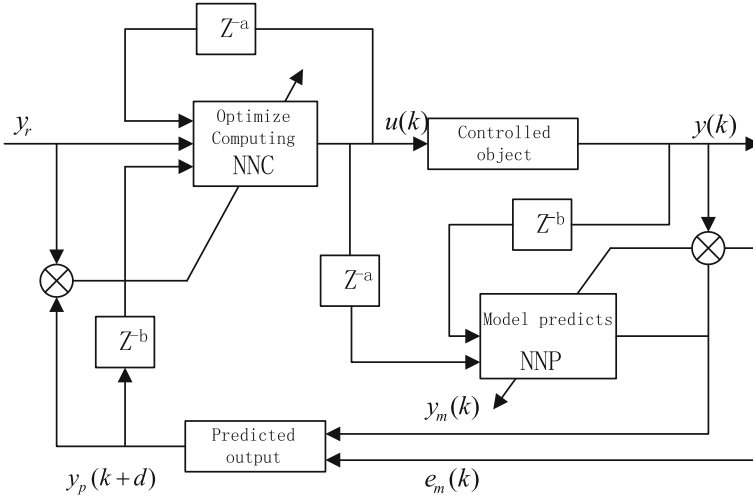 Z⁻ᵃ
y_r
Optimize
Computing
NNC
u(k)
Controlled
object
y(k)
Z⁻ᵇ
Z⁻ᵃ
Z⁻ᵇ
Model predicts
NNP
y_m(k)
Predicted
output
y_p(k+d)
e_m(k)